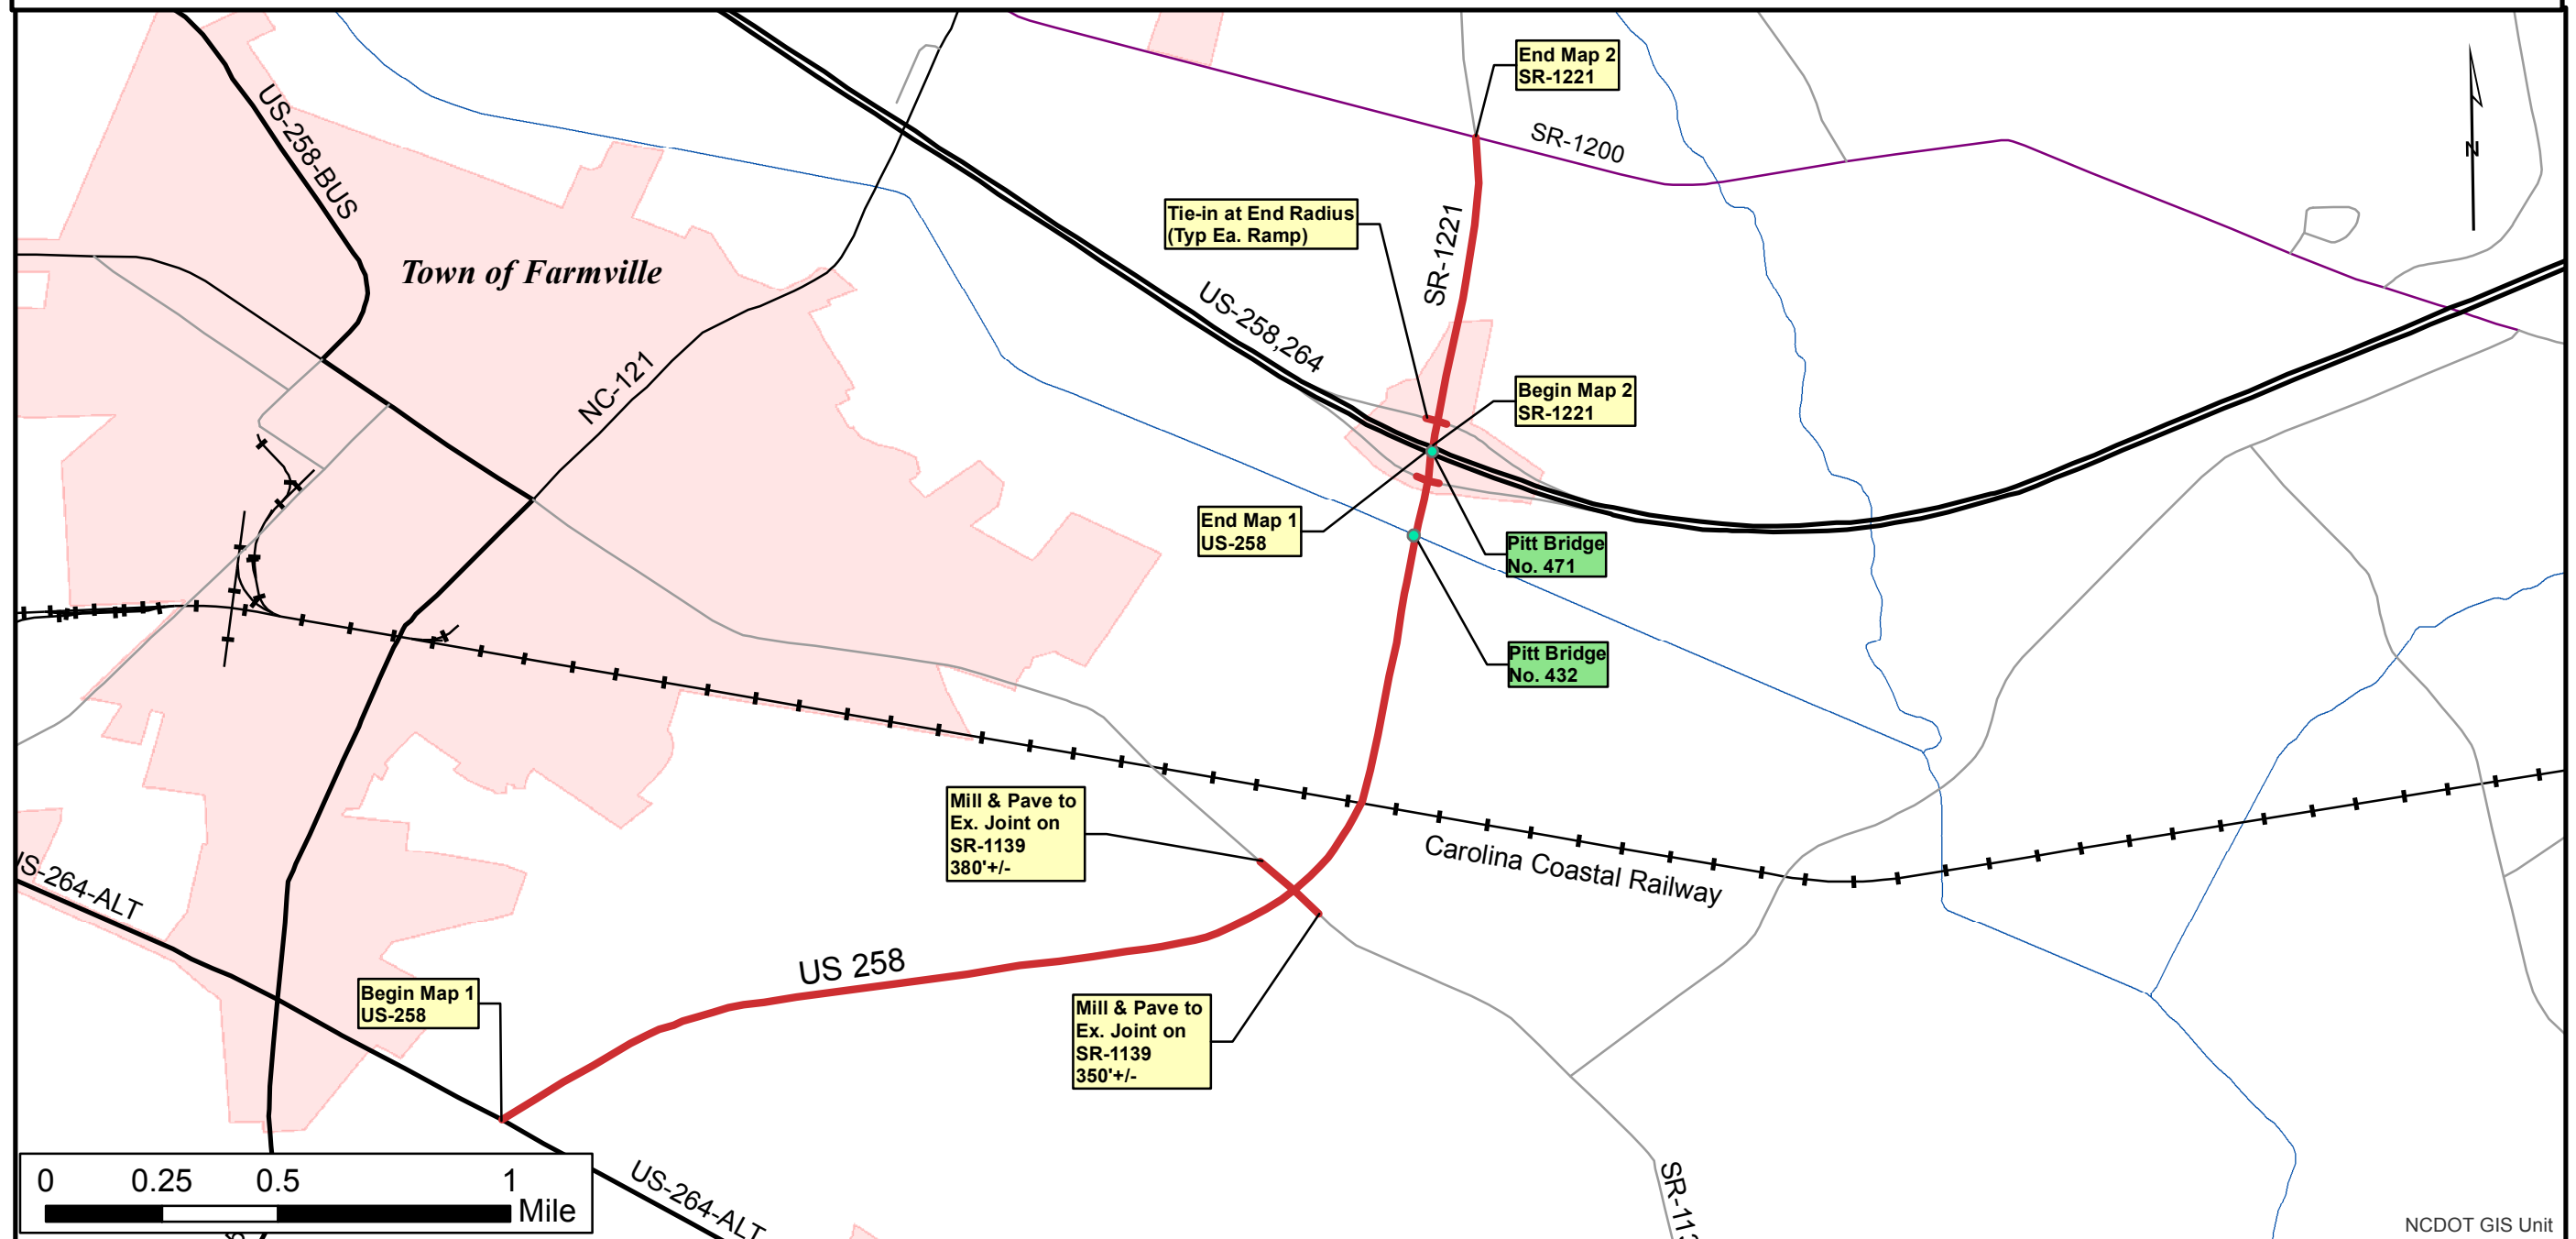 End Map 2
SR-1221
US-258-BUS
SR-1200
N
Tie-in at End Radius
(Typ Ea. Ramp)
SR-1221
Town of Farmville
US-258,264
NC-121
Begin Map 2
SR-1221
End Map 1
US-258
Pitt Bridge
No. 471
Pitt Bridge
No. 432
Mill & Pave to
Ex. Joint on
SR-1139
380'+/-
Carolina Coastal Railway
US-264-ALT
US 258
Begin Map 1
US-258
Mill & Pave to
Ex. Joint on
SR-1139
350'+/-
0 0.25 0.5 1
Mile
US-264-ALT
SR-113
NCDOT GIS Unit